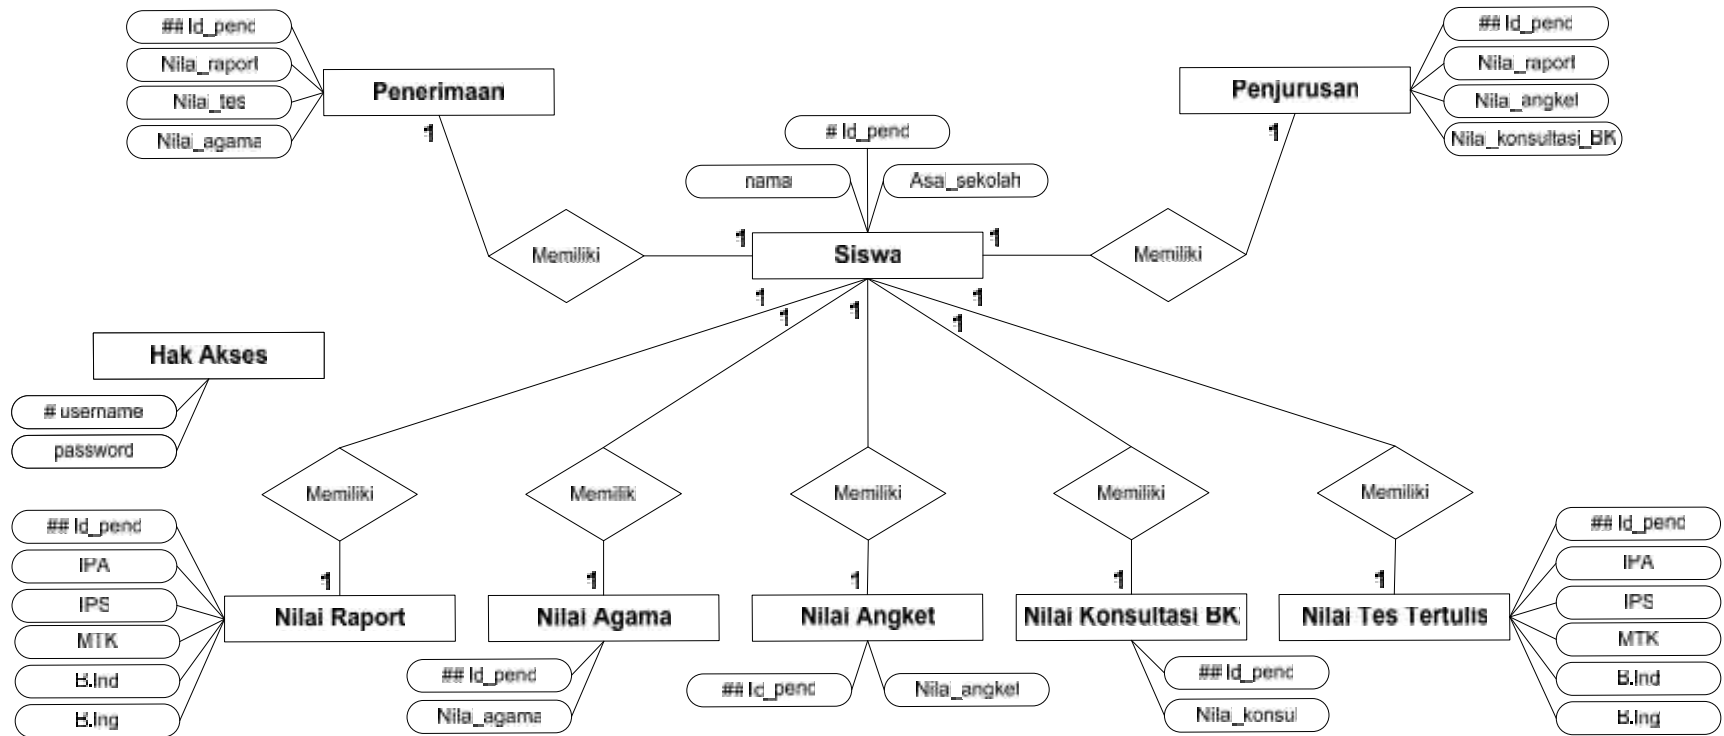 ## Id_pend
Nilai_raport
Nilai_tes
Nilai_agama
Penerimaan
1
Memiliki
1
# Id_pend
nama
Asal_sekolah
Siswa
1
Memiliki
1
Penjurusan
## Id_pend
Nilai_raport
Nilai_angket
Nilai_konsultasi_BK
Hak Akses
# username
password
1
1
1
1
1
Memiliki
Memiliki
Memiliki
Memiliki
Memiliki
1
1
1
1
1
## Id_pend
IPA
IPS
MTK
B.Ind
B.Ing
Nilai Raport
Nilai Agama
## Id_pend
Nilai_agama
Nilai Angket
## Id_pend
Nilai_angket
Nilai Konsultasi BK
## Id_pend
Nilai_konsul
Nilai Tes Tertulis
## Id_pend
IPA
IPS
MTK
B.Ind
B.Ing